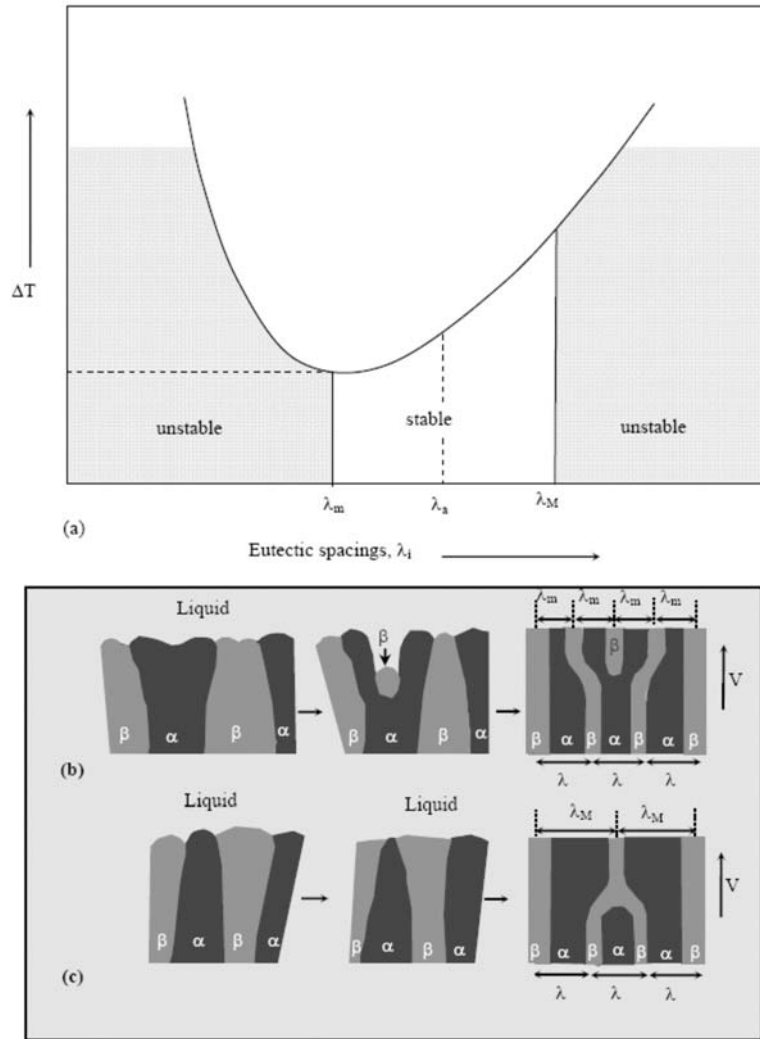 ΔT
unstable
stable
unstable
λm
λa
λM
(a)
Eutectic spacings, λi
Liquid
β
λm λm λm λm
β
V
β α β α
β α β α
β α β α β α β
(b)
λ λ λ
Liquid
Liquid
λM λM
V
β α β α
β α β α
β α β α β α β
(c)
λ λ λ